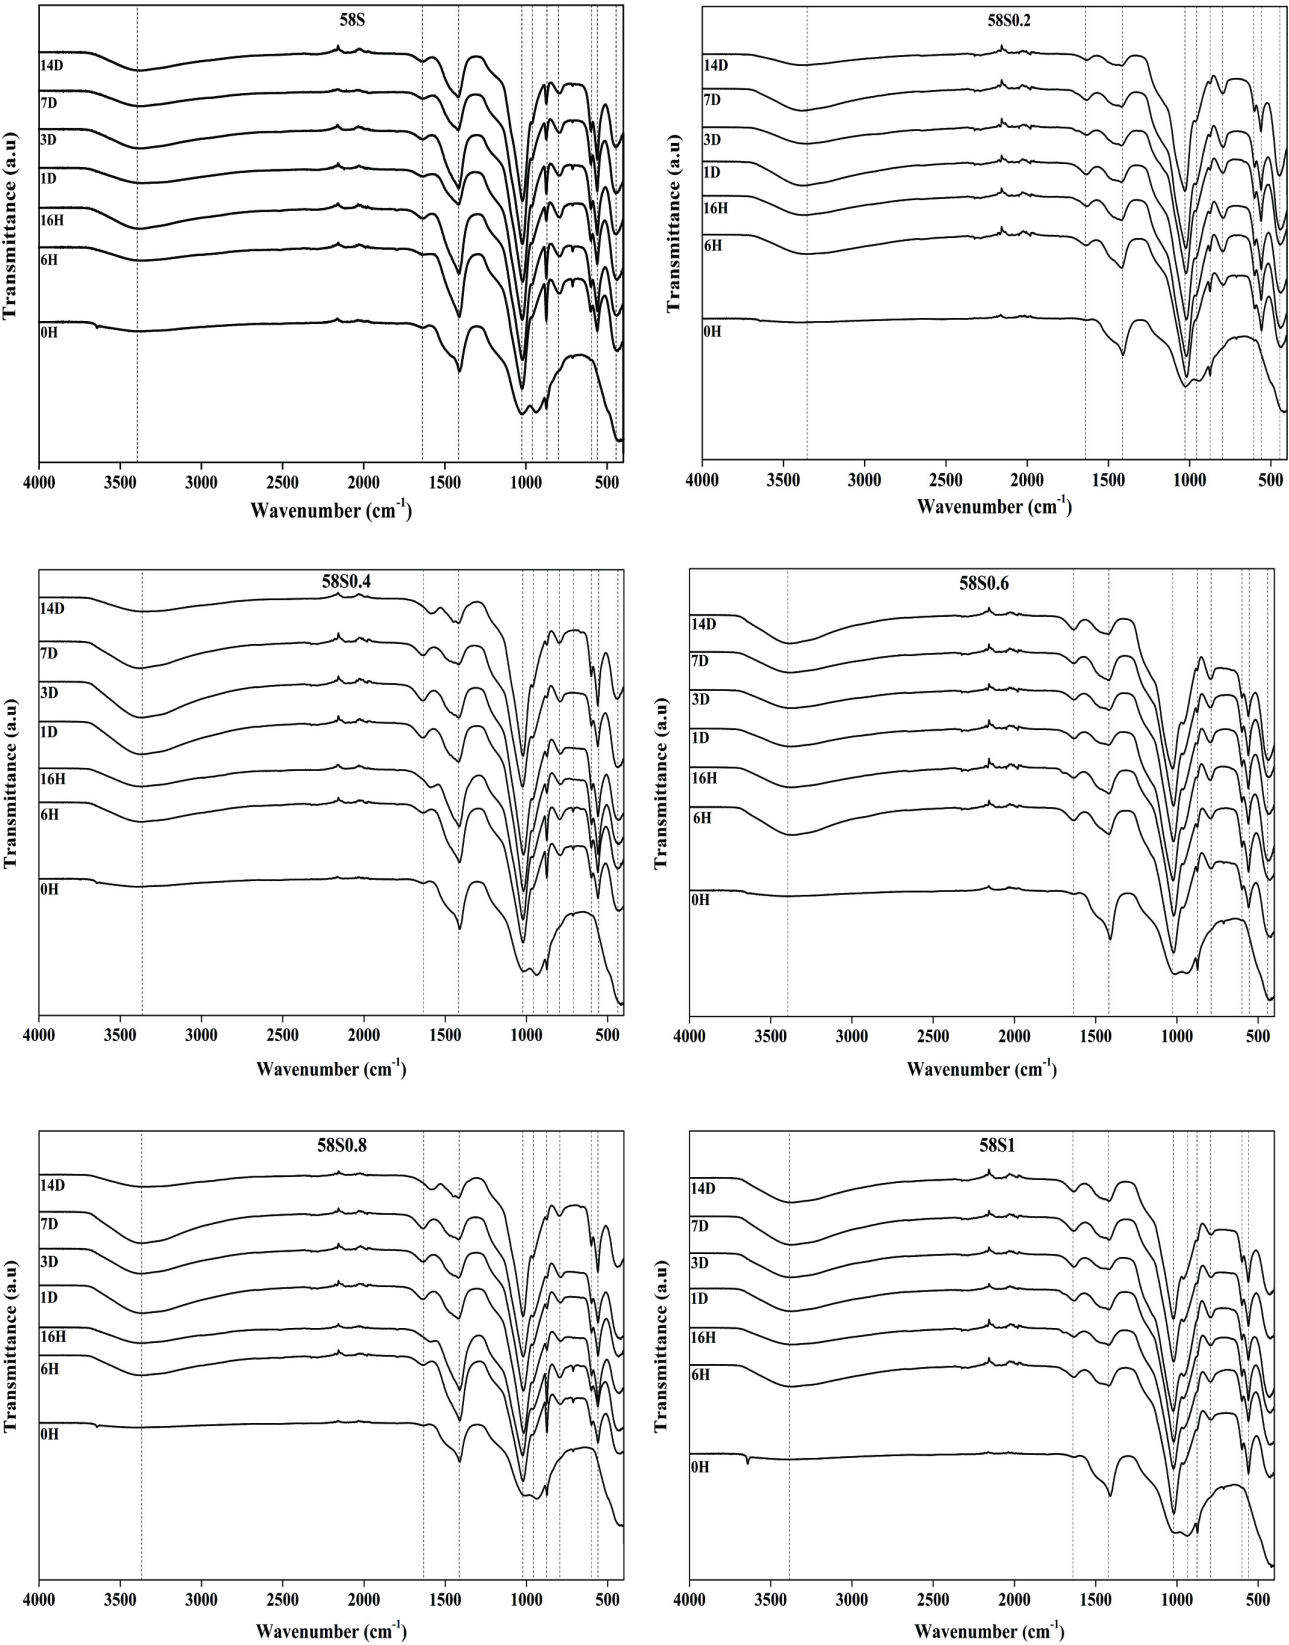 58S
14D
7D
3D
1D
16H
6H
0H
Transmittance (a.u)
4000 3500 3000 2500 2000 1500 1000 500
Wavenumber (cm-1)
58S0.2
14D
7D
3D
1D
16H
6H
0H
Transmittance (a.u)
4000 3500 3000 2500 2000 1500 1000 500
Wavenumber (cm-1)
58S0.4
14D
7D
3D
1D
16H
6H
0H
Transmittance (a.u)
4000 3500 3000 2500 2000 1500 1000 500
Wavenumber (cm-1)
58S0.6
14D
7D
3D
1D
16H
6H
0H
Transmittance (a.u)
4000 3500 3000 2500 2000 1500 1000 500
Wavenumber (cm-1)
58S0.8
14D
7D
3D
1D
16H
6H
0H
Transmittance (a.u)
4000 3500 3000 2500 2000 1500 1000 500
Wavenumber (cm-1)
58S1
14D
7D
3D
1D
16H
6H
0H
Transmittance (a.u)
4000 3500 3000 2500 2000 1500 1000 500
Wavenumber (cm-1)